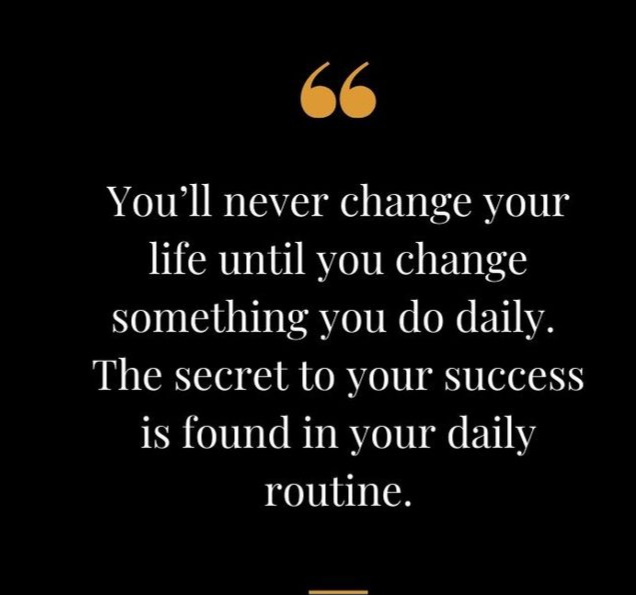 “
You’ll never change your
life until you change
something you do daily.
The secret to your success
is found in your daily
routine.